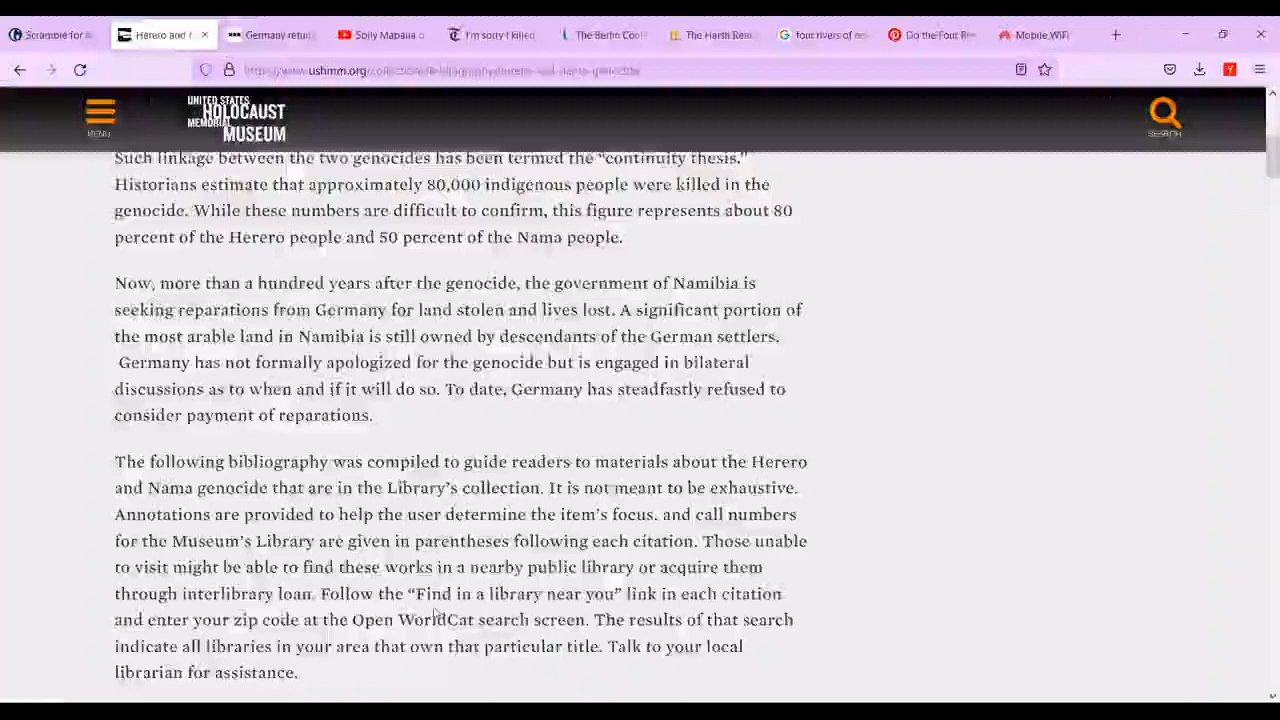 Scramble for A
Herero and
Germany retur
Solly Mapaila o
I'm sorry I killed
The Berlin Conf
The Harsh Rea
four rivers of
Do the Four Riv
Mobile WiFi
https://www.ushmm.org/collections/bibliography/herero-and-nama-genocide
MENU
UNITED STATES
HOLOCAUST
MEMORIAL
MUSEUM
SEARCH
Such linkage between the two genocides has been termed the "continuity thesis."
Historians estimate that approximately 80,000 indigenous people were killed in the
genocide. While these numbers are difficult to confirm, this figure represents about 80
percent of the Herero people and 50 percent of the Nama people.
Now, more than a hundred years after the genocide, the government of Namibia is
seeking reparations from Germany for land stolen and lives lost. A significant portion of
the most arable land in Namibia is still owned by descendants of the German settlers.
Germany has not formally apologized for the genocide but is engaged in bilateral
discussions as to when and if it will do so. To date, Germany has steadfastly refused to
consider payment of reparations.
The following bibliography was compiled to guide readers to materials about the Herero
and Nama genocide that are in the Library's collection. It is not meant to be exhaustive.
Annotations are provided to help the user determine the item's focus, and call numbers
for the Museum's Library are given in parentheses following each citation. Those unable
to visit might be able to find these works in a nearby public library or acquire them
through interlibrary loan. Follow the "Find in a library near you" link in each citation
and enter your zip code at the Open WorldCat search screen. The results of that search
indicate all libraries in your area that own that particular title. Talk to your local
librarian for assistance.